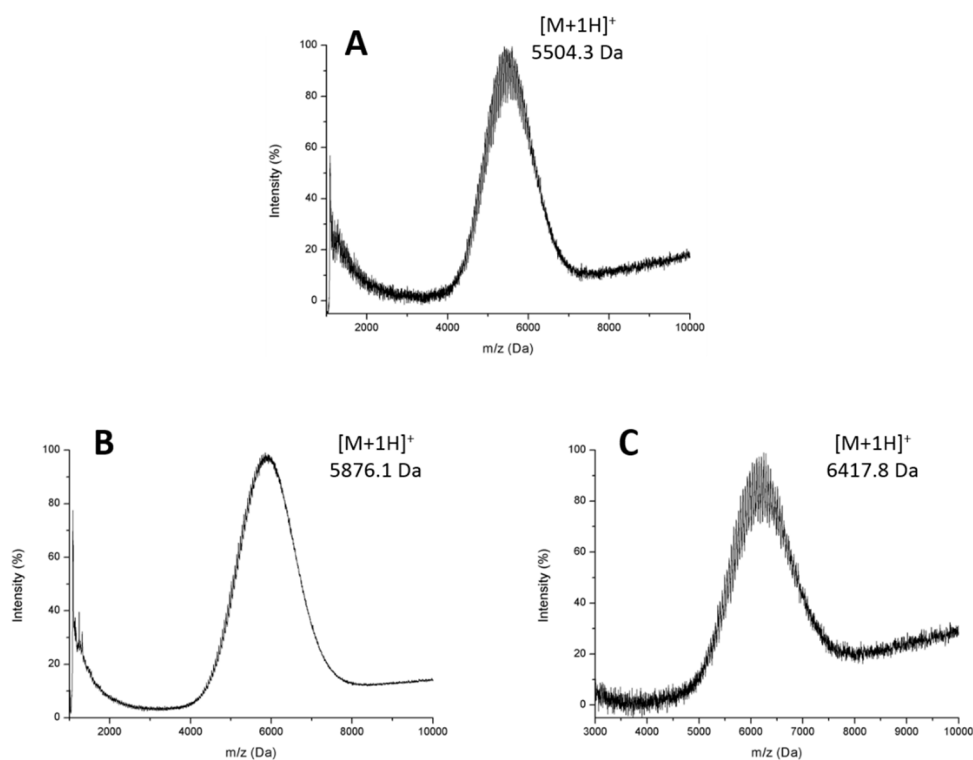 A
[M+1H]+
5504.3 Da
Intensity (%)
100
80
60
40
20
0
2000 4000 6000 8000 10000
m/z (Da)
B
[M+1H]+
5876.1 Da
Intensity (%)
100
80
60
40
20
0
2000 4000 6000 8000 10000
m/z (Da)
C
[M+1H]+
6417.8 Da
Intensity (%)
100
80
60
40
20
0
3000 4000 5000 6000 7000 8000 9000 10000
m/z (Da)